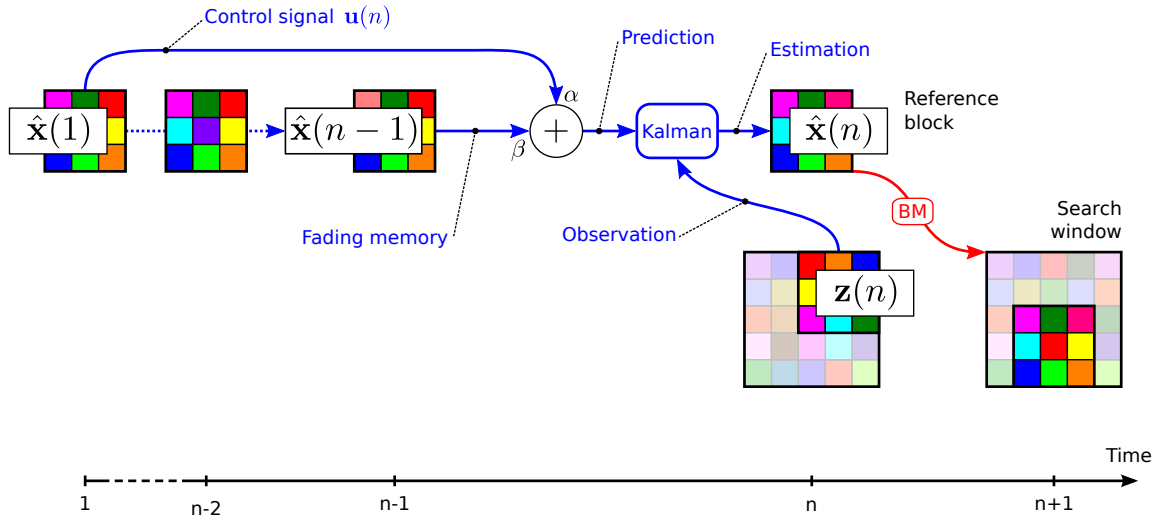 Control signal u(n)
Prediction
Estimation
x̂(1)
x̂(n − 1)
α
β
+
Kalman
x̂(n)
Reference
block
BM
Fading memory
Observation
z(n)
Search
window
Time
1
n-2
n-1
n
n+1